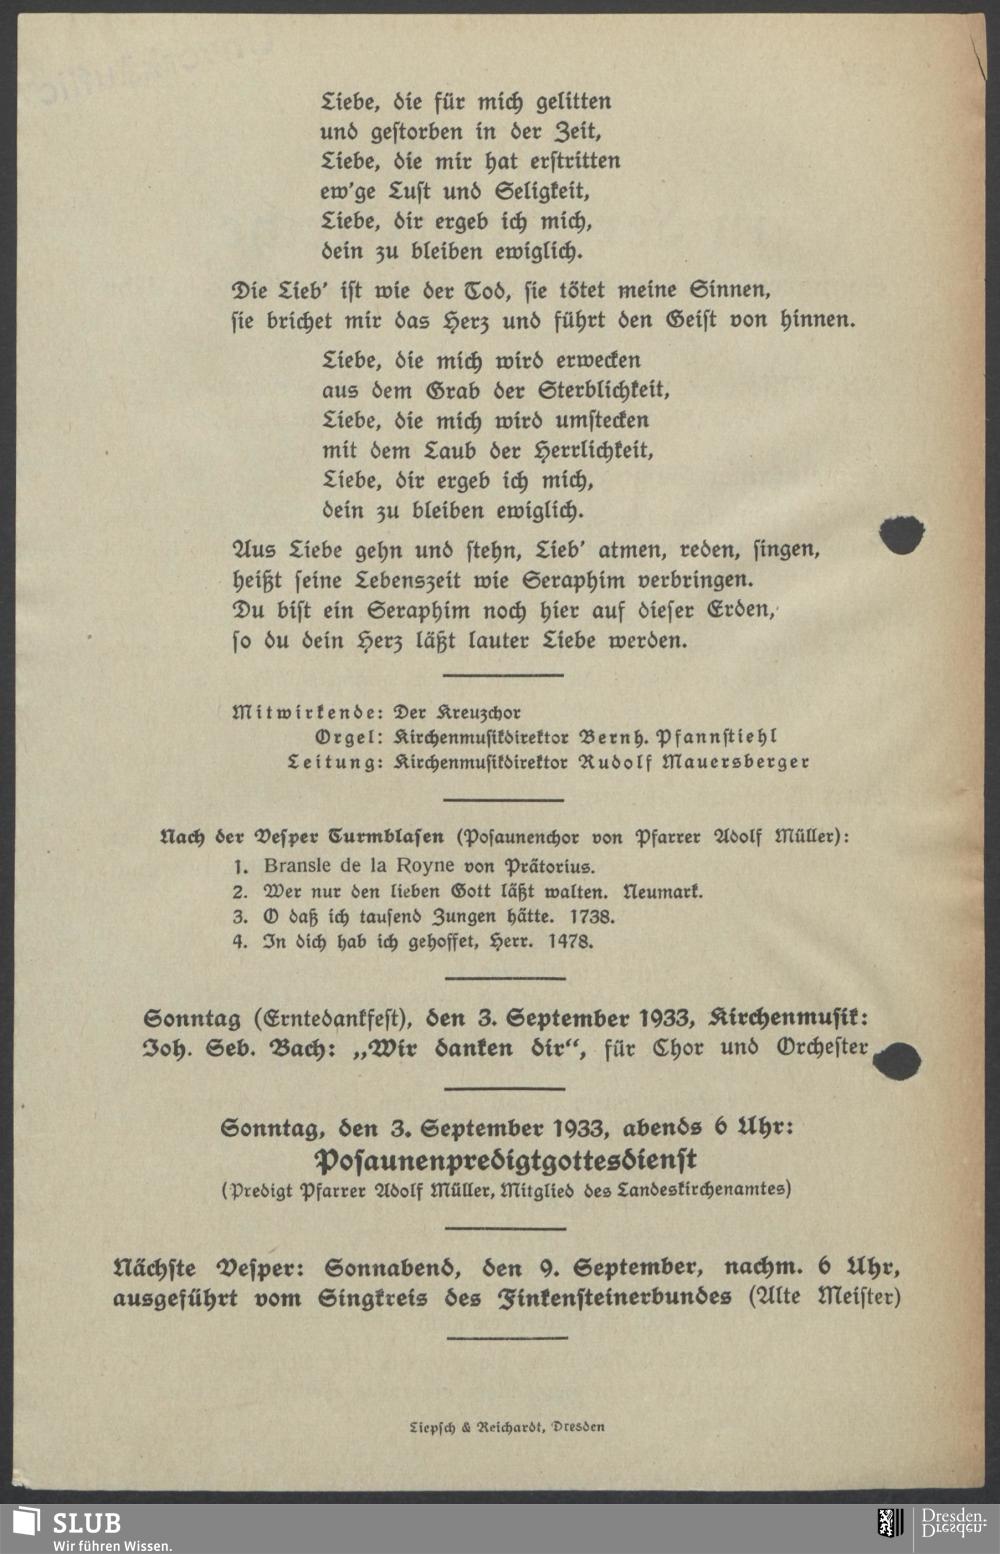 Liebe, die für mich gelitten
und gestorben in der Zeit,
Liebe, die mir hat erstritten
ew'ge Lust und Seligkeit,
Liebe, dir ergeb ich mich,
dein zu bleiben ewiglich.
Die Lieb' ist wie der Tod, sie tötet meine Sinnen,
sie brichet mir das Herz und führt den Geist von hinnen.
Liebe, die mich wird erwecken
aus dem Grab der Sterblichkeit,
Liebe, die mich wird umstecken
mit dem Laub der Herrlichkeit,
Liebe, dir ergeb ich mich,
dein zu bleiben ewiglich.
Aus Liebe gehn und stehn, Lieb' atmen, reden, singen,
heißt seine Lebenszeit wie Seraphim verbringen.
Du bist ein Seraphim noch hier auf dieser Erden,
so du dein Herz läßt lauter Liebe werden.
Mitwirkende: Der Kreuzchor
Orgel: Kirchenmusikdirektor Bernh. Pfannstiehl
Leitung: Kirchenmusikdirektor Rudolf Mauersberger
Nach der Vesper Turmblasen (Posaunenchor von Pfarrer Adolf Müller):
1. Bransle de la Royne von Prätorius.
2. Wer nur den lieben Gott läßt walten. Neumark.
3. O daß ich tausend Zungen hätte. 1738.
4. In dich hab ich gehoffet, Herr. 1478.
Sonntag (Erntedankfest), den 3. September 1933, Kirchenmusik:
Joh. Seb. Bach: „Wir danken dir“, für Chor und Orchester
Sonntag, den 3. September 1933, abends 6 Uhr:
Posaunenpredigtgottesdienst
(Predigt Pfarrer Adolf Müller, Mitglied des Landeskirchenamtes)
Nächste Vesper: Sonnabend, den 9. September, nachm. 6 Uhr,
ausgeführt vom Singkreis des Finkensteinerbundes (Alte Meister)
Liepsch & Reichardt, Dresden
SLUB
Wir führen Wissen.
Dresden.
Dresden.